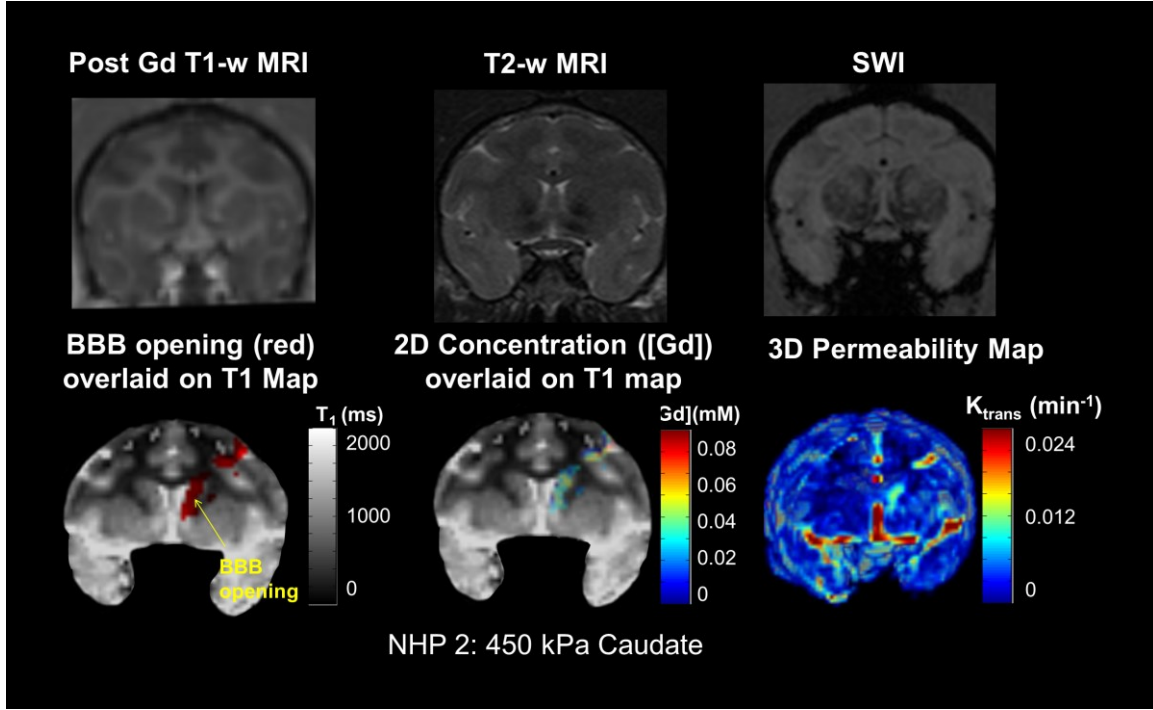 Post Gd T1-w MRI
T2-w MRI
SWI
BBB opening (red)
overlaid on T1 Map
2D Concentration ([Gd])
overlaid on T1 map
3D Permeability Map
T1 (ms)
2000
1000
0
Gd](mM)
0.08
0.06
0.04
0.02
0
Ktrans (min-1)
0.024
0.012
0
BBB
opening
NHP 2: 450 kPa Caudate